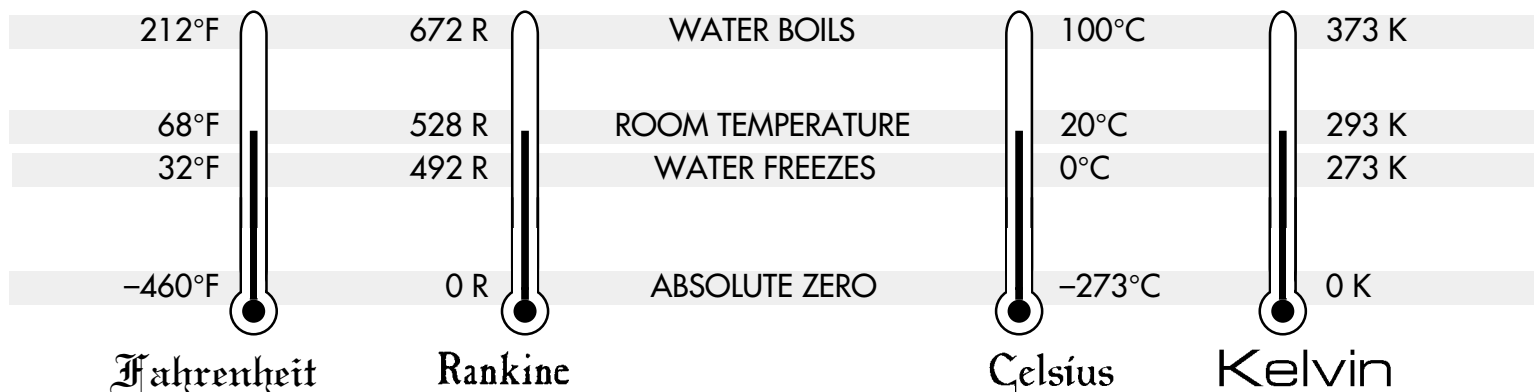 212°F 672 R WATER BOILS 100°C 373 K
68°F 528 R ROOM TEMPERATURE 20°C 293 K
32°F 492 R WATER FREEZES 0°C 273 K
–460°F 0 R ABSOLUTE ZERO –273°C 0 K
Fahrenheit Rankine Celsius Kelvin